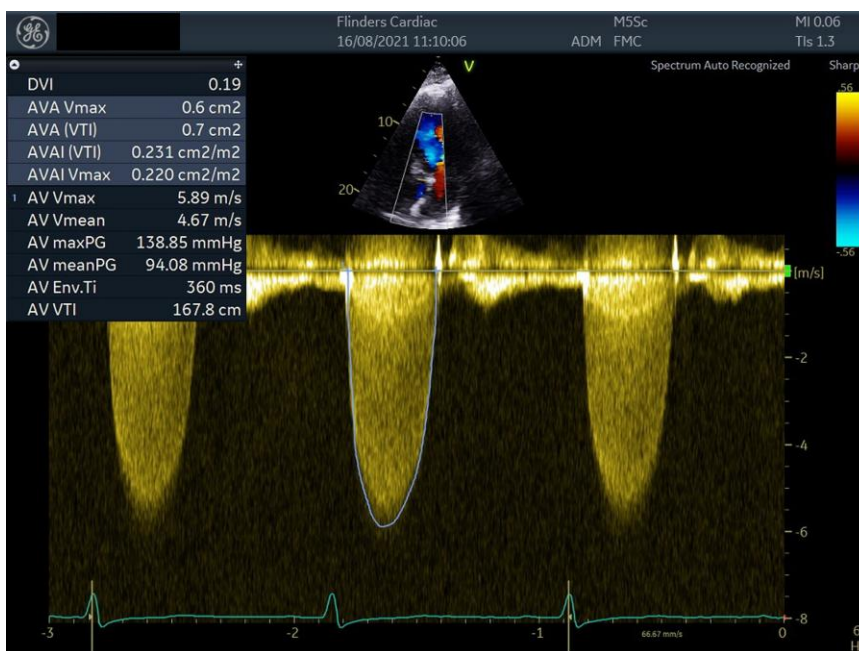 Flinders Cardiac M5Sc MI 0.06
16/08/2021 11:10:06 ADM FMC TIs 1.3
V Spectrum Auto Recognized Sharp
DVI 0.19
AVA Vmax 0.6 cm2
AVA (VTI) 0.7 cm2
AVAI (VTI) 0.231 cm2/m2
AVAI Vmax 0.220 cm2/m2
1 AV Vmax 5.89 m/s
AV Vmean 4.67 m/s
AV maxPG 138.85 mmHg
AV meanPG 94.08 mmHg
AV Env.Ti 360 ms
AV VTI 167.8 cm
.56
10
20
-.56
[m/s]
-2
-4
-6
-8
-3 -2 -1 66.67 mm/s 0 6
H